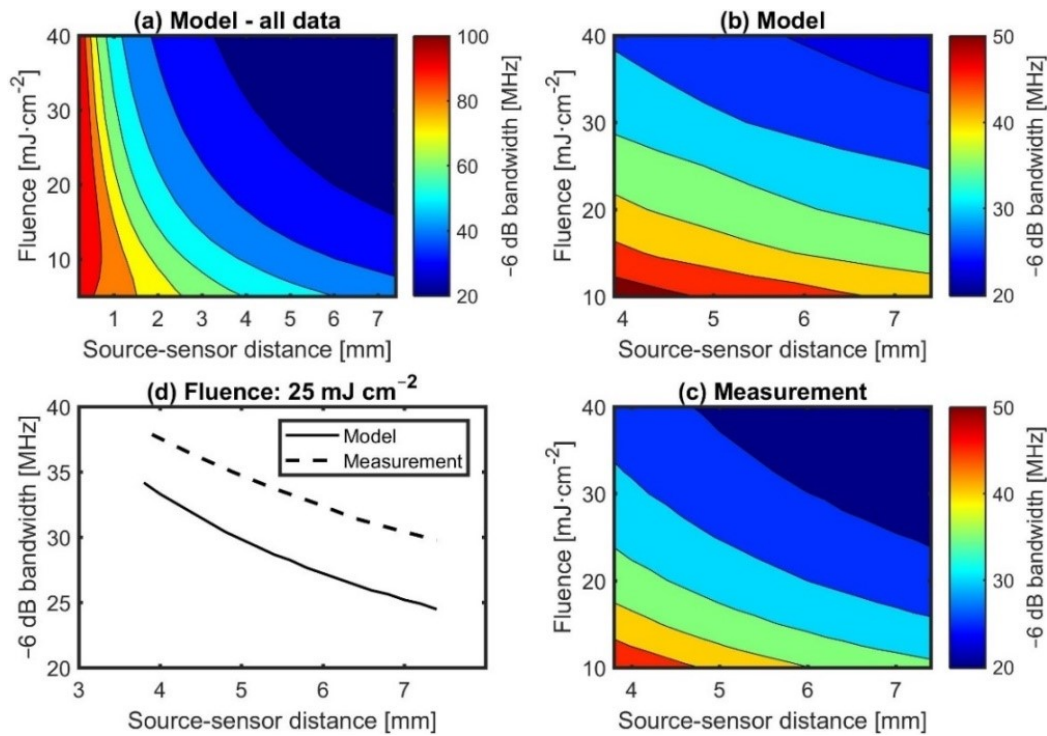 (a) Model - all data
40
30
20
10
Fluence [mJ·cm⁻²]
1 2 3 4 5 6 7
Source-sensor distance [mm]
100
80
60
40
20
−6 dB bandwidth [MHz]
(b) Model
40
30
20
10
Fluence [mJ·cm⁻²]
4 5 6 7
Source-sensor distance [mm]
50
40
30
20
−6 dB bandwidth [MHz]
(d) Fluence: 25 mJ cm⁻²
40
35
30
25
20
−6 dB bandwidth [MHz]
Model
Measurement
3 4 5 6 7
Source-sensor distance [mm]
(c) Measurement
40
30
20
10
Fluence [mJ·cm⁻²]
4 5 6 7
Source-sensor distance [mm]
50
40
30
20
−6 dB bandwidth [MHz]